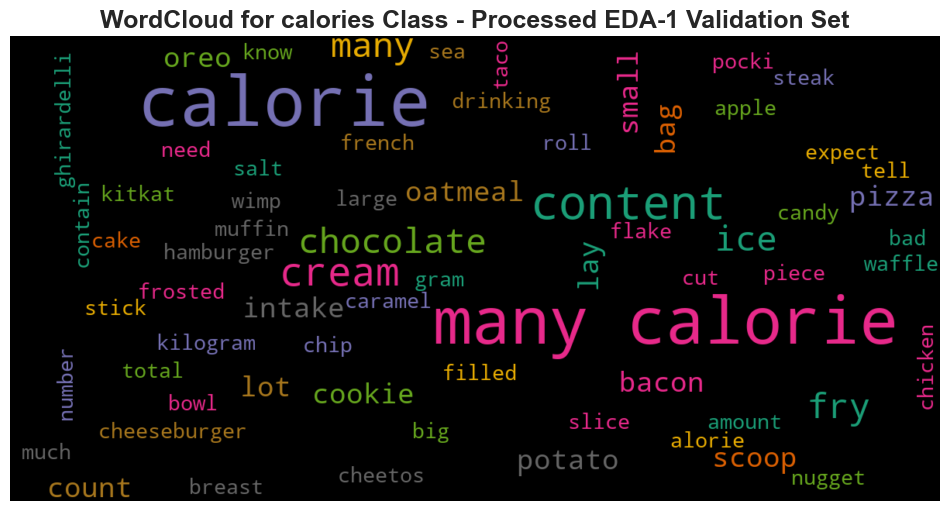 WordCloud for calories Class - Processed EDA-1 Validation Set
many
sea
oreo
know
taco
pocki
steak
calorie
drinking
small
bag
apple
ghirardelli
need
french
roll
expect
salt
tell
kitkat
wimp
large
oatmeal
content
pizza
contain
muffin
candy
cake
hamburger
chocolate
flake
ice
bad
lay
waffle
cream
gram
cut
piece
frosted
caramel
stick
intake
many calorie
kilogram
chip
chicken
number
total
filled
lot
cookie
bacon
bowl
fry
cheeseburger
big
slice
amount
alorie
much
potato
scoop
cheetos
nugget
count
breast